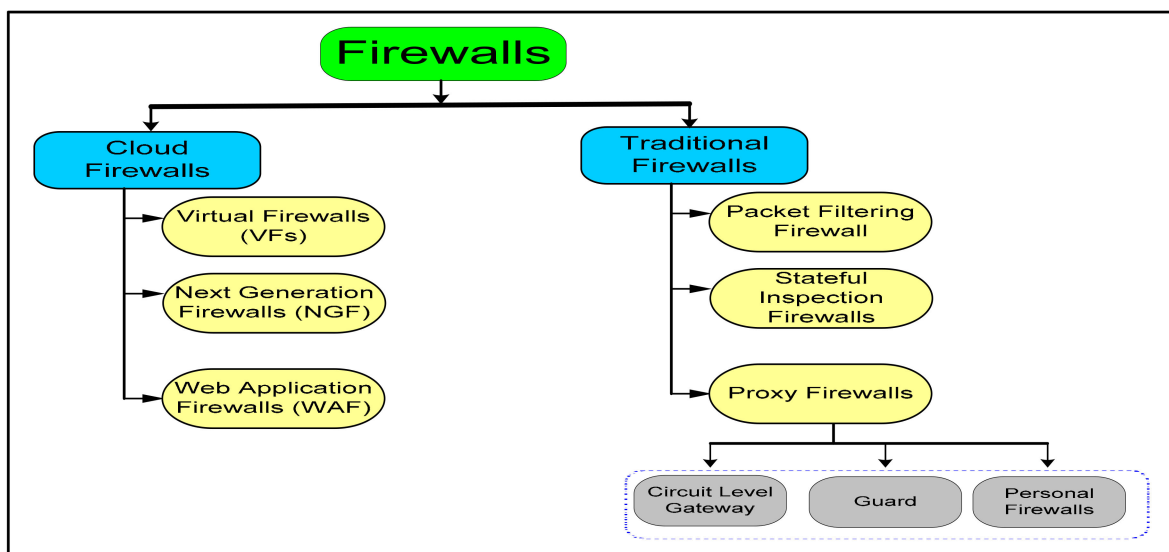 Firewalls
Cloud
Firewalls
Virtual Firewalls
(VFs)
Next Generation
Firewalls (NGF)
Web Application
Firewalls (WAF)
Traditional
Firewalls
Packet Filtering
Firewall
Stateful
Inspection
Firewalls
Proxy Firewalls
Circuit Level
Gateway
Guard
Personal
Firewalls